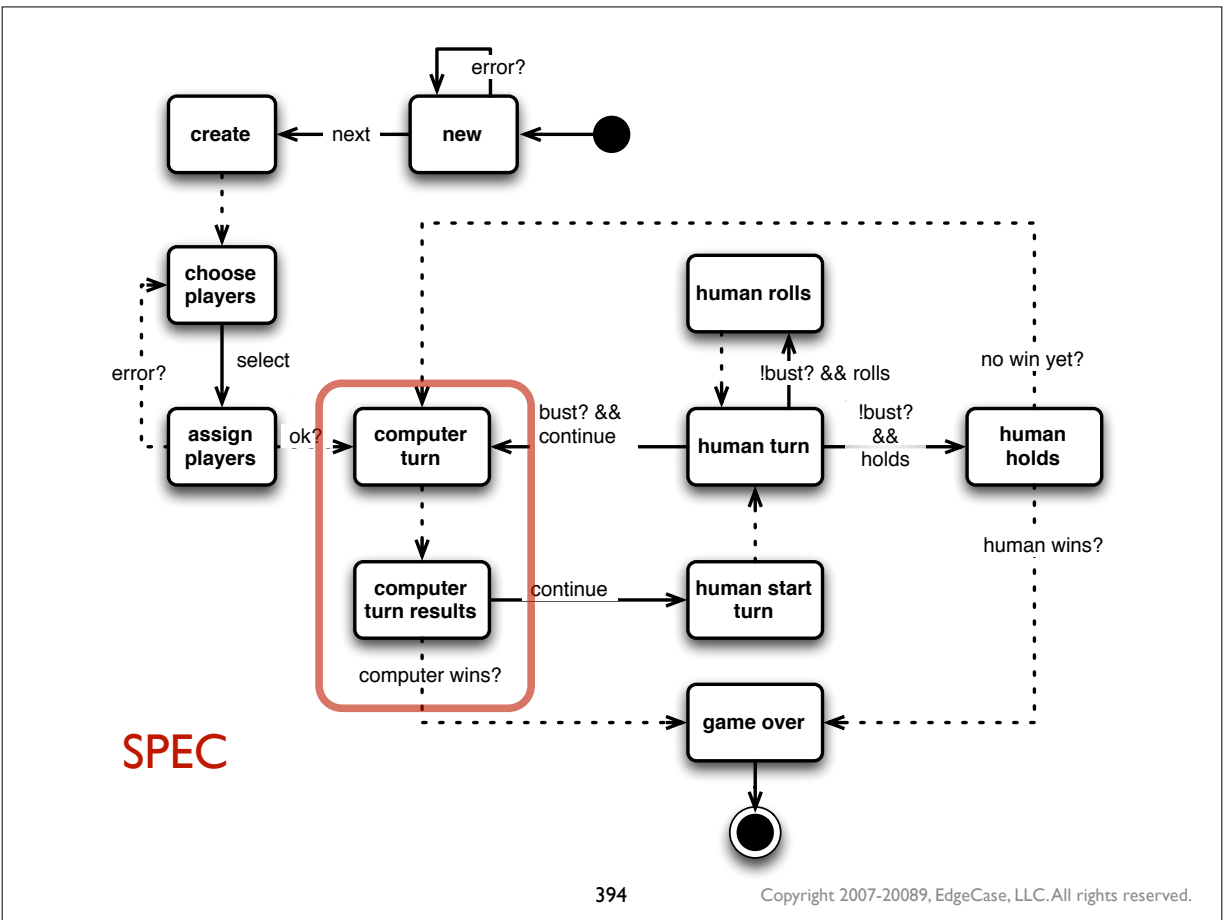 error?
create
next
new
choose
players
human rolls
error?
select
!bust? && rolls
no win yet?
assign
players
ok?
computer
turn
bust? &&
continue
human turn
!bust?
&&
holds
human
holds
human wins?
computer
turn results
continue
human start
turn
computer wins?
game over
SPEC
394
Copyright 2007-20089, EdgeCase, LLC. All rights reserved.